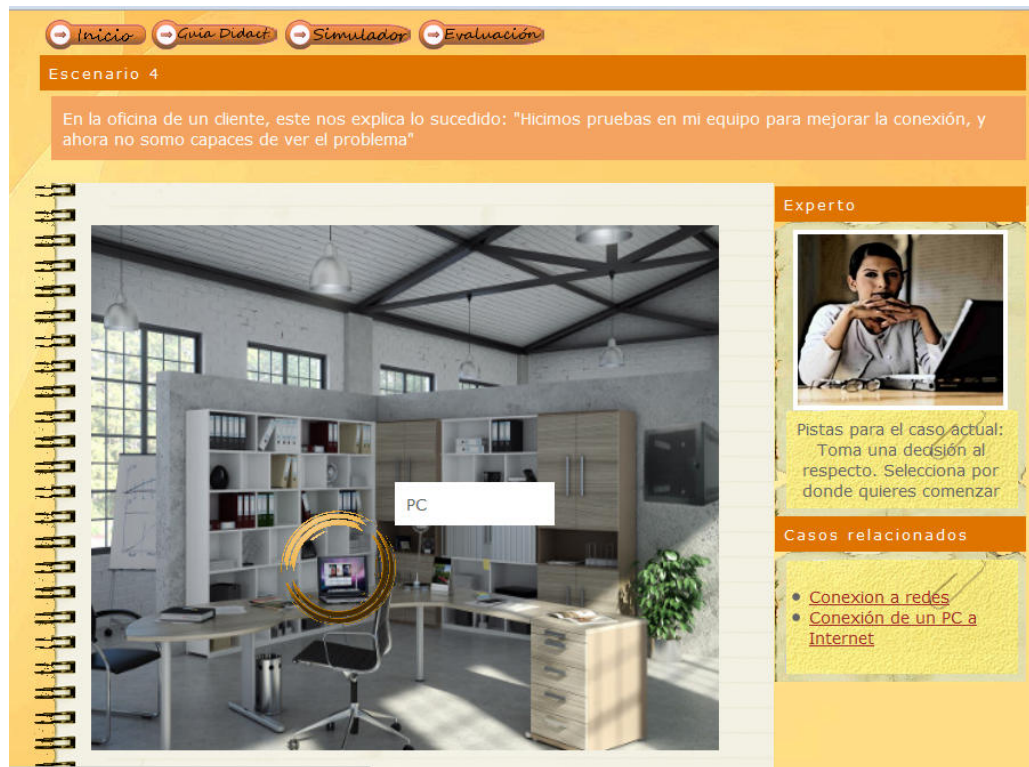 Inicio Guía Didact. Simulador Evaluación
Escenario 4
En la oficina de un cliente, este nos explica lo sucedido: "Hicimos pruebas en mi equipo para mejorar la conexión, y
ahora no somo capaces de ver el problema"
Experto
Pistas para el caso actual:
Toma una decisión al
respecto. Selecciona por
donde quieres comenzar
PC
Casos relacionados
Conexion a redes
Conexión de un PC a
Internet